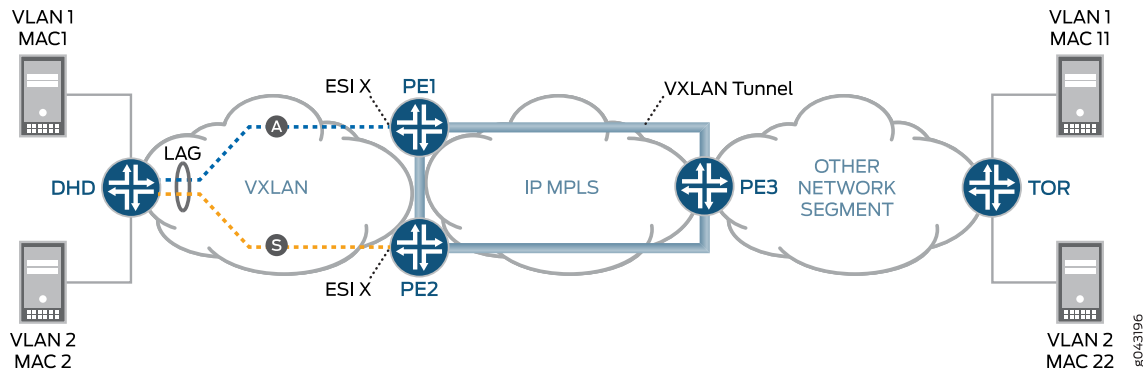 VLAN 1
MAC1
VLAN 1
MAC 11
ESI X
PE1
VXLAN Tunnel
A
LAG
DHD
VXLAN
IP MPLS
PE3
OTHER
NETWORK
SEGMENT
TOR
S
ESI X
PE2
VLAN 2
MAC 2
VLAN 2
MAC 22
g043196